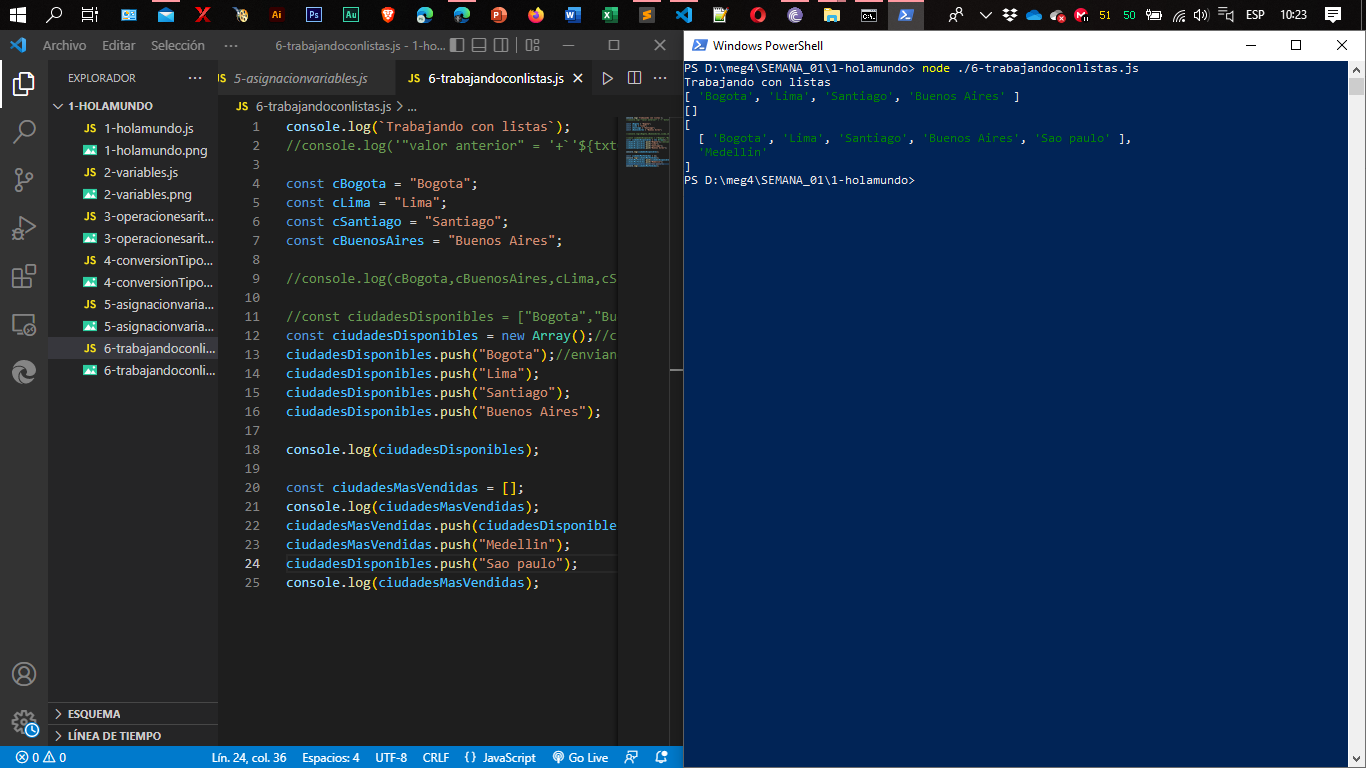 ESP 10:23
51 50
Archivo Editar Selección ··· 6-trabajandoconlistas.js - 1-ho...
EXPLORADOR ···
1-HOLAMUNDO
JS 1-holamundo.js
1-holamundo.png
JS 2-variables.js
2-variables.png
JS 3-operacionesarit...
3-operacionesarit...
JS 4-conversionTipo...
4-conversionTipo...
JS 5-asignacionvaria...
5-asignacionvaria...
JS 6-trabajandoconli...
6-trabajandoconli...
ESQUEMA
LÍNEA DE TIEMPO
JS 5-asignacionvariables.js JS 6-trabajandoconlistas.js
JS 6-trabajandoconlistas.js > ...
1 console.log(`Trabajando con listas`);
2 //console.log('"valor anterior" = '+`'${txt
3
4 const cBogota = "Bogota";
5 const cLima = "Lima";
6 const cSantiago = "Santiago";
7 const cBuenosAires = "Buenos Aires";
8
9 //console.log(cBogota,cBuenosAires,cLima,cS
10
11 //const ciudadesDisponibles = ["Bogota","Bu
12 const ciudadesDisponibles = new Array();//c
13 ciudadesDisponibles.push("Bogota");//envian
14 ciudadesDisponibles.push("Lima");
15 ciudadesDisponibles.push("Santiago");
16 ciudadesDisponibles.push("Buenos Aires");
17
18 console.log(ciudadesDisponibles);
19
20 const ciudadesMasVendidas = [];
21 console.log(ciudadesMasVendidas);
22 ciudadesMasVendidas.push(ciudadesDisponible
23 ciudadesMasVendidas.push("Medellin");
24 ciudadesDisponibles.push("Sao paulo");
25 console.log(ciudadesMasVendidas);
0 0 Lín. 24, col. 36 Espacios: 4 UTF-8 CRLF {} JavaScript Go Live
Windows PowerShell
PS D:\meg4\SEMANA_01\1-holamundo> node ./6-trabajandoconlistas.js
Trabajando con listas
[ 'Bogota', 'Lima', 'Santiago', 'Buenos Aires' ]
[]
[
[ 'Bogota', 'Lima', 'Santiago', 'Buenos Aires', 'Sao paulo' ],
'Medellin'
]
PS D:\meg4\SEMANA_01\1-holamundo>